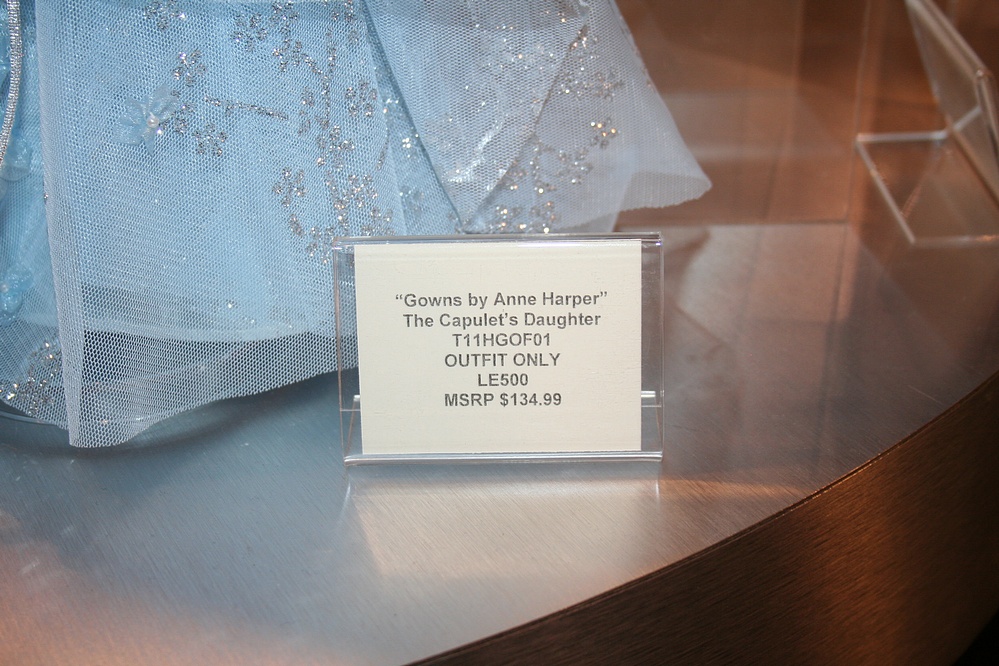 “Gowns by Anne Harper”
The Capulet’s Daughter
T11HGOF01
OUTFIT ONLY
LE500
MSRP $134.99